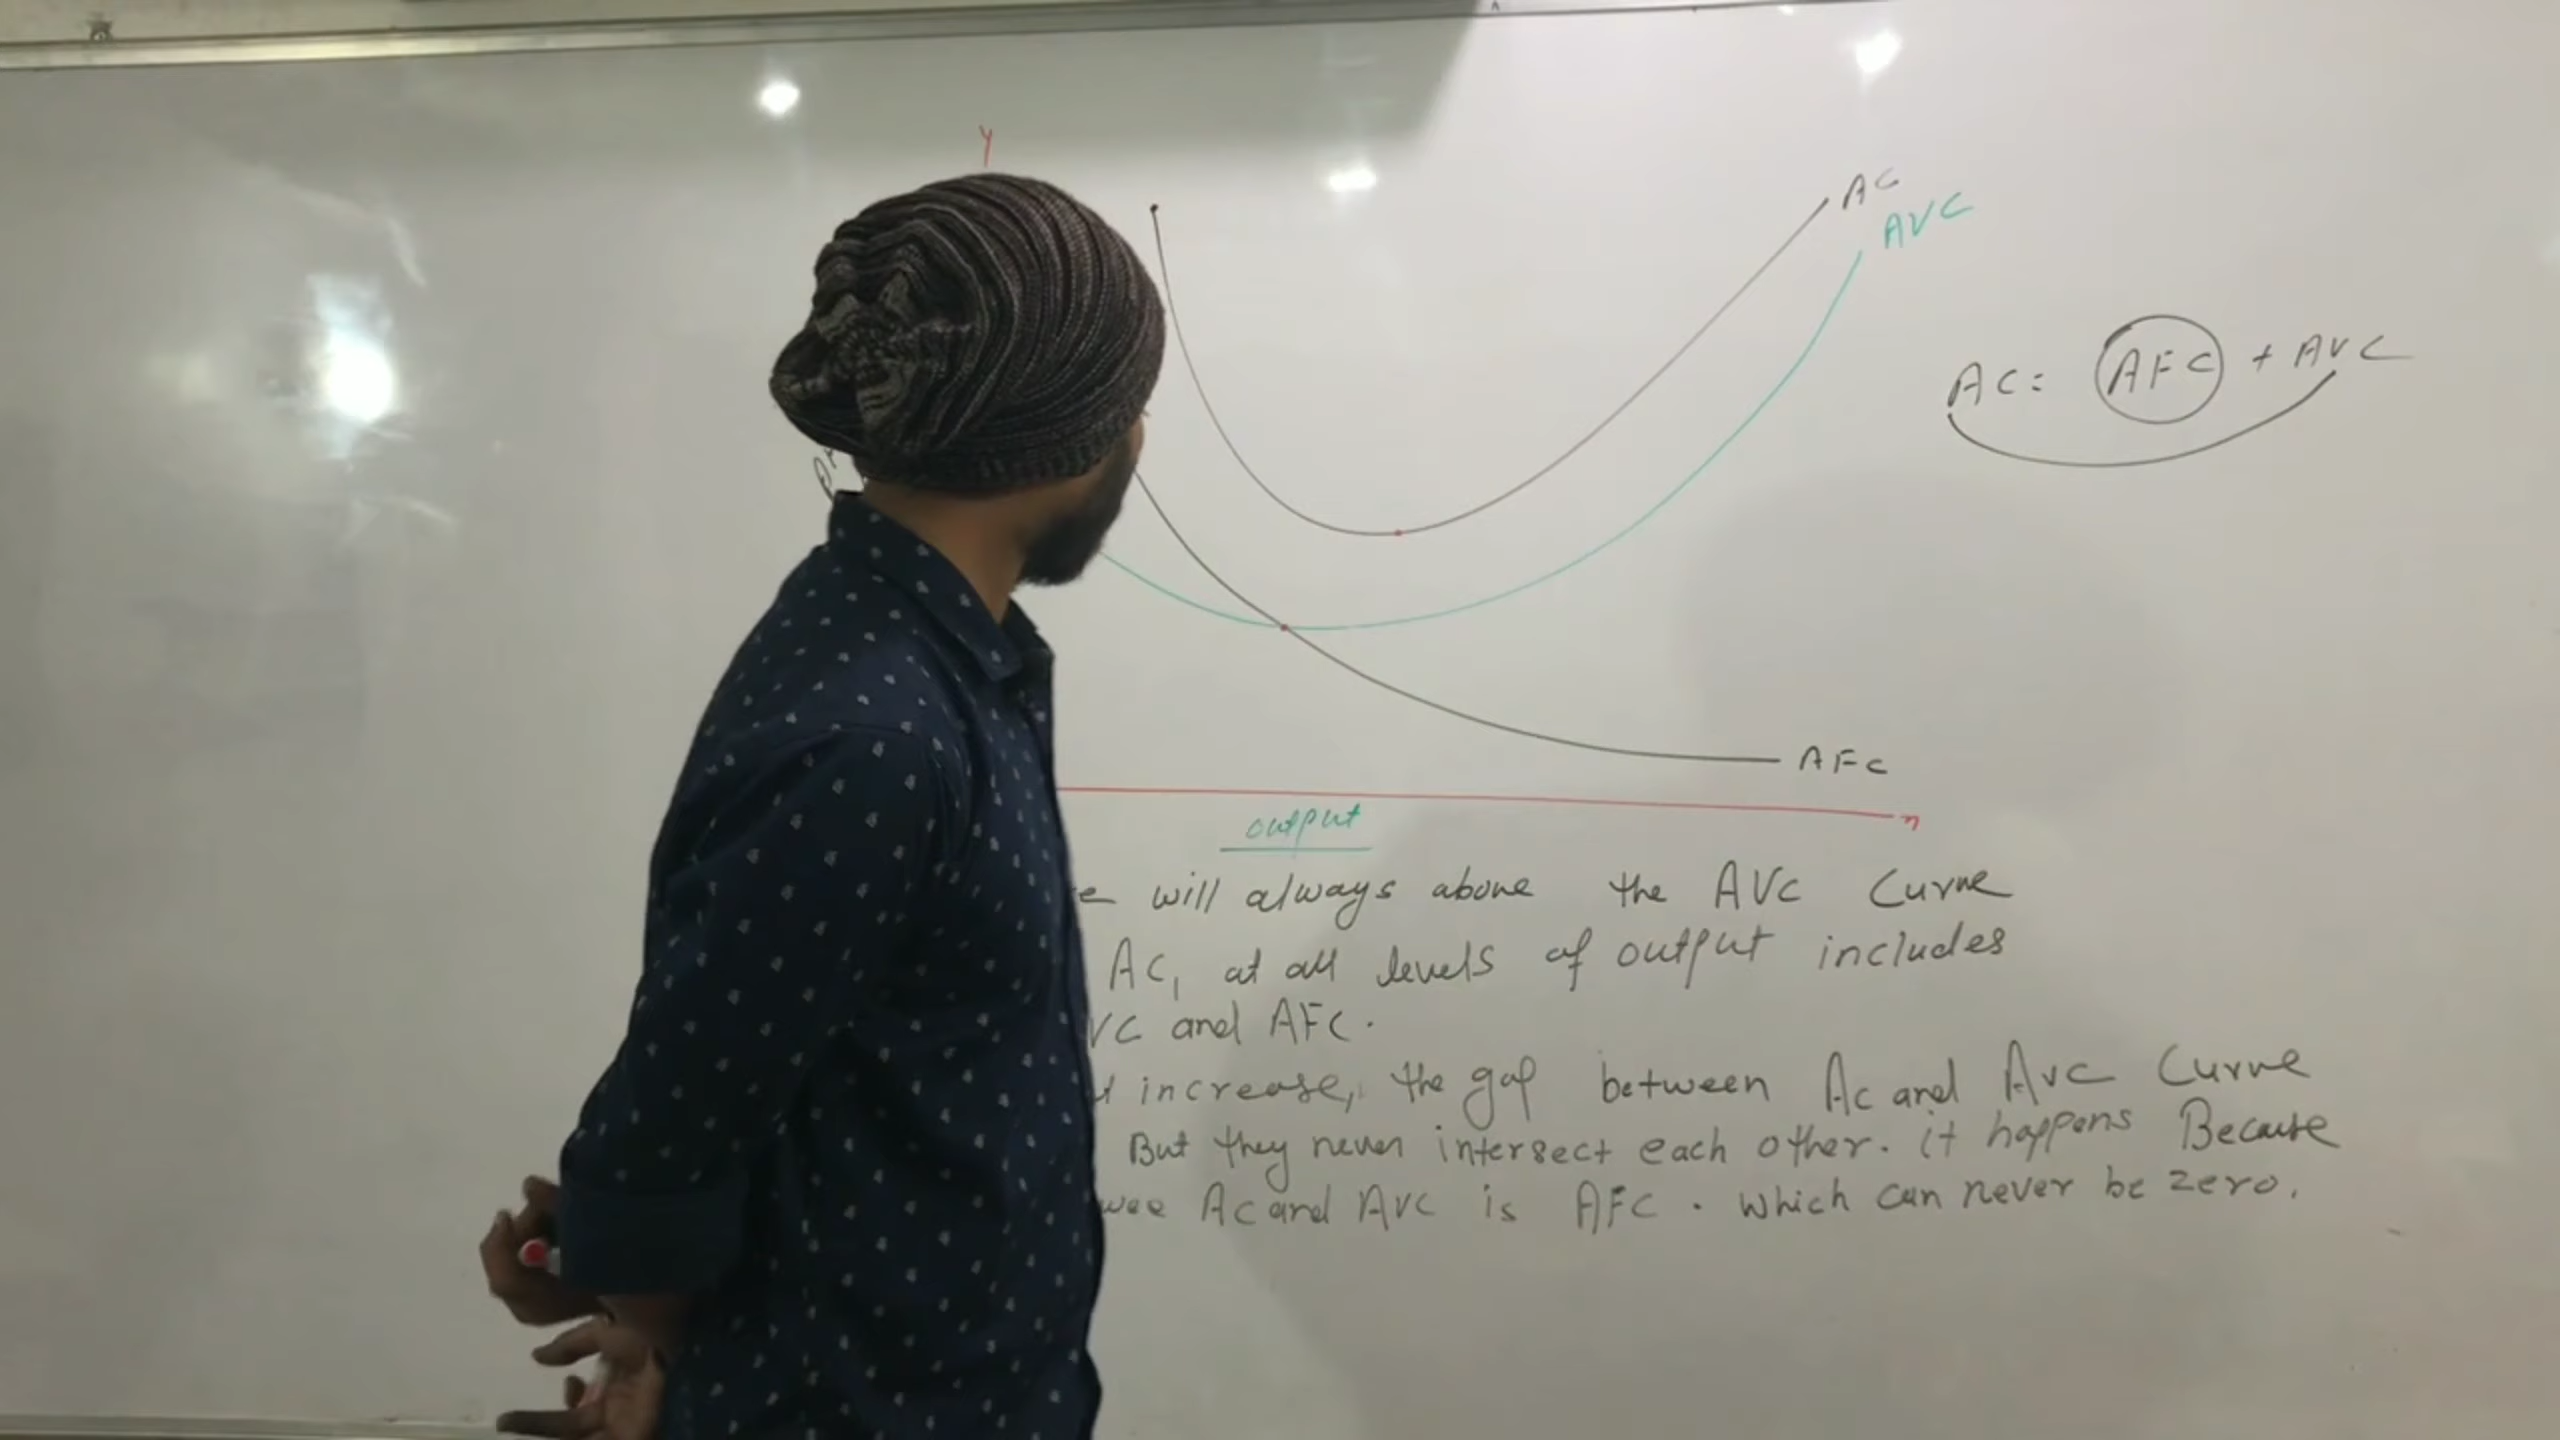 Y
AC
AVC
AC = AFC + AVC
AFC
output
will always above the AVC Curve
AC, at all levels of output includes
and AFC.
increase, the gap between Ac and AVC Curve
But they never intersect each other. it happens Because
Ac and AVC is AFC. Which can never be zero.